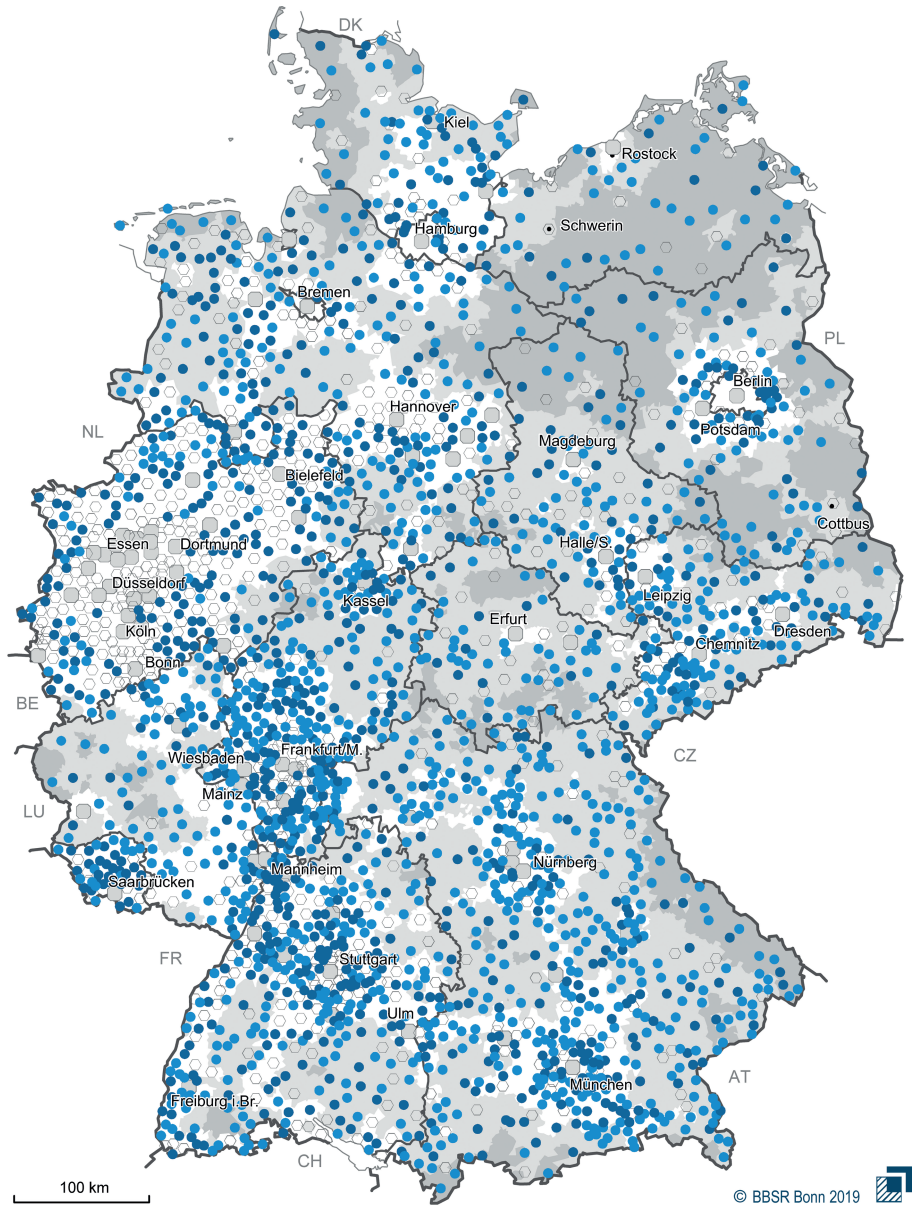 DK
Kiel
Rostock
Schwerin
Hamburg
Bremen
PL
Berlin
Hannover
Potsdam
NL
Magdeburg
Bielefeld
Cottbus
Essen
Dortmund
Halle/S.
Düsseldorf
Leipzig
Kassel
Erfurt
Köln
Dresden
Chemnitz
Bonn
BE
Frankfurt/M.
Wiesbaden
CZ
Mainz
LU
Nürnberg
Mannheim
Saarbrücken
FR
Stuttgart
Ulm
AT
München
Freiburg i.Br.
CH
100 km
© BBSR Bonn 2019